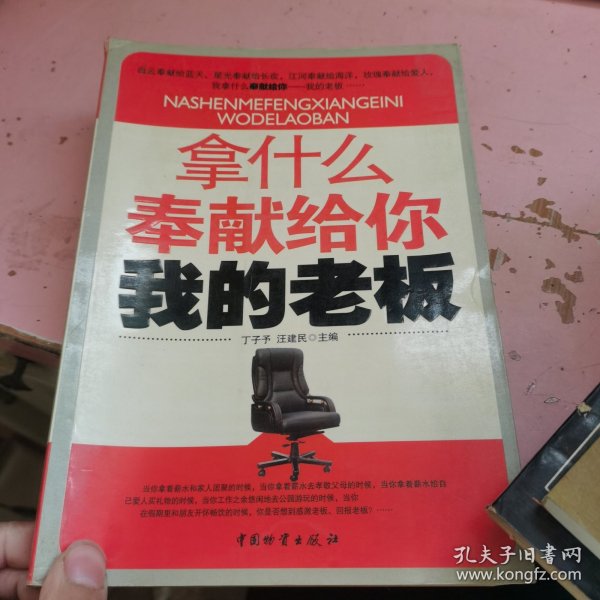 白云奉献给蓝天，星光奉献给长夜，江河奉献给海洋，玫瑰奉献给爱人，
我拿什么奉献给你——我的老板……
NASHENMEFENGXIANGEINI
WODELAOBAN
拿什么
奉献给你
我的老板
丁子予 汪建民◎主编
当你拿着薪水和家人团聚的时候，当你拿着薪水去孝敬父母的时候，当你拿着薪水给自
己爱人买礼物的时候，当你工作之余悠闲地去公园游玩的时候，当你
在假期里和朋友开怀畅饮的时候，你是否想到感激老板、回报老板？……
中国物资出版社
孔夫子旧书网
www.kongfz.com